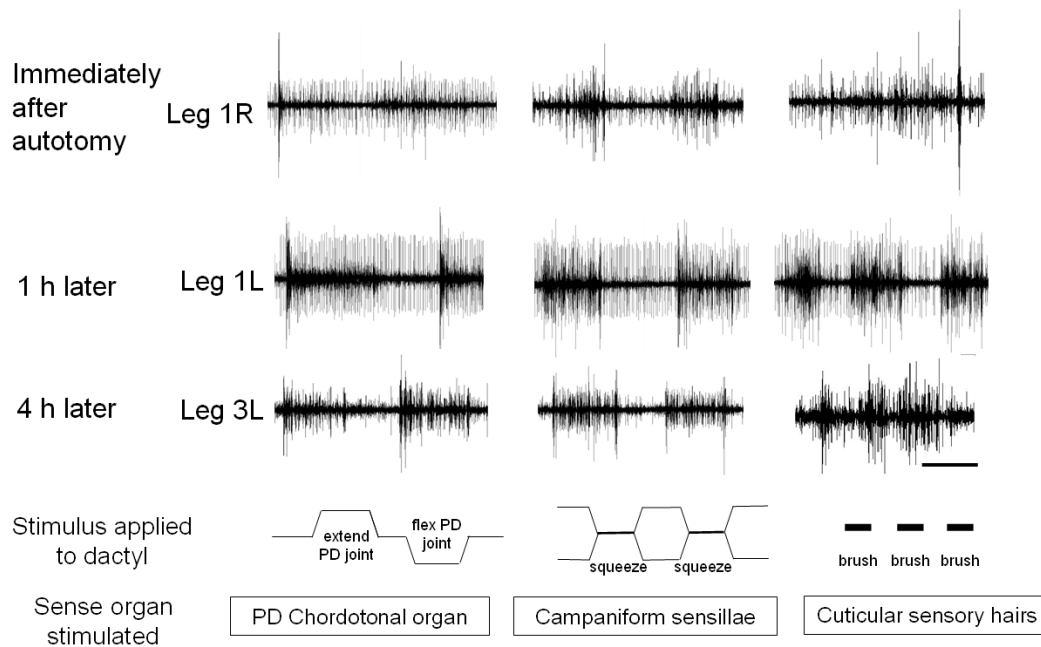 Immediately
after
autotomy
Leg 1R
1 h later
Leg 1L
4 h later
Leg 3L
Stimulus applied
to dactyl
extend
PD joint
flex PD
joint
squeeze
squeeze
brush
brush
brush
Sense organ
stimulated
PD Chordotonal organ
Campaniform sensillae
Cuticular sensory hairs